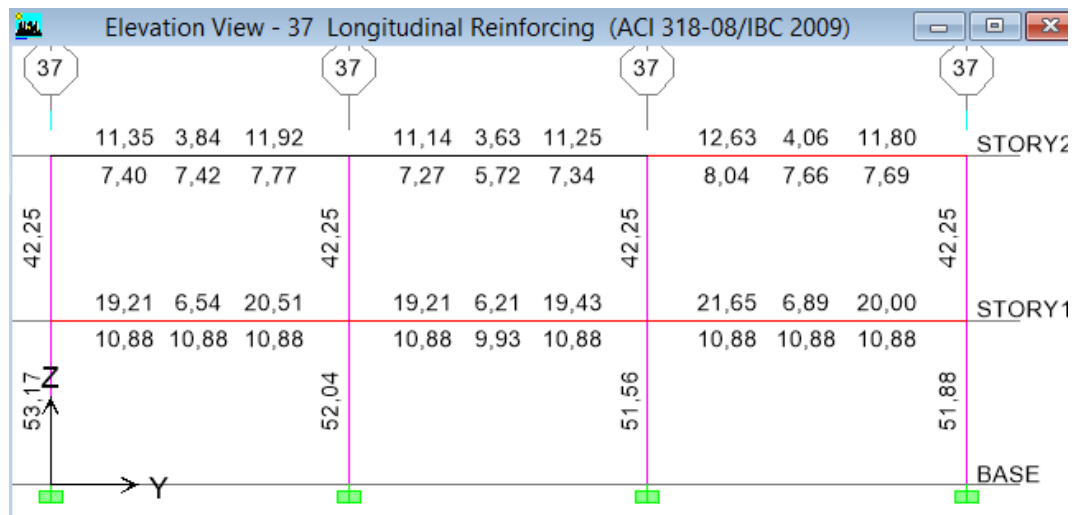 Elevation View - 37 Longitudinal Reinforcing (ACI 318-08/IBC 2009)
37 37 37 37
11,35 3,84 11,92 11,14 3,63 11,25 12,63 4,06 11,80
STORY2
7,40 7,42 7,77 7,27 5,72 7,34 8,04 7,66 7,69
42,25 42,25 42,25 42,25
19,21 6,54 20,51 19,21 6,21 19,43 21,65 6,89 20,00
STORY1
10,88 10,88 10,88 10,88 9,93 10,88 10,88 10,88 10,88
53,17 52,04 51,56 51,88
Z
BASE
Y